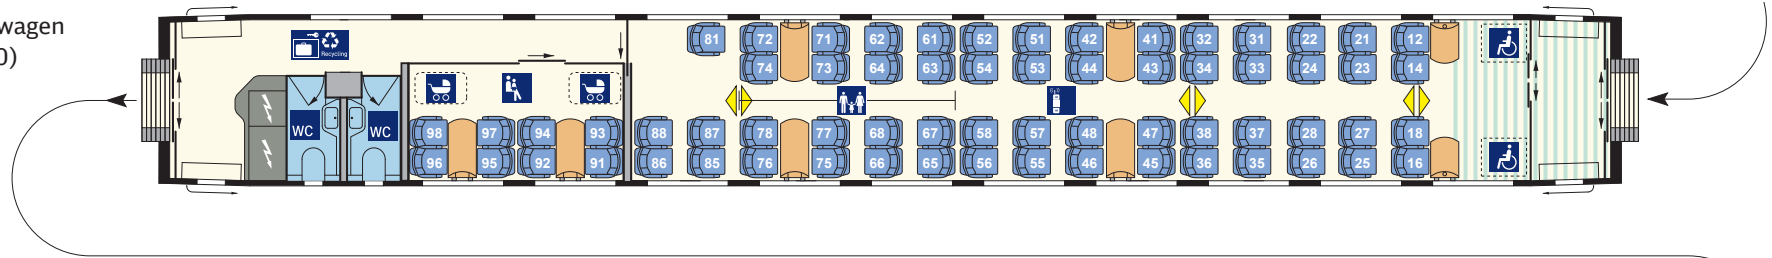 wagen
0)
Recycling
WC
WC
81 72 71 62 61 52 51 42 41 32 31 22 21 12
74 73 64 63 54 53 44 43 34 33 24 23 14
98 97 94 93 88 87 78 77 68 67 58 57 48 47 38 37 28 27 18
96 95 92 91 86 85 76 75 66 65 56 55 46 45 36 35 26 25 16